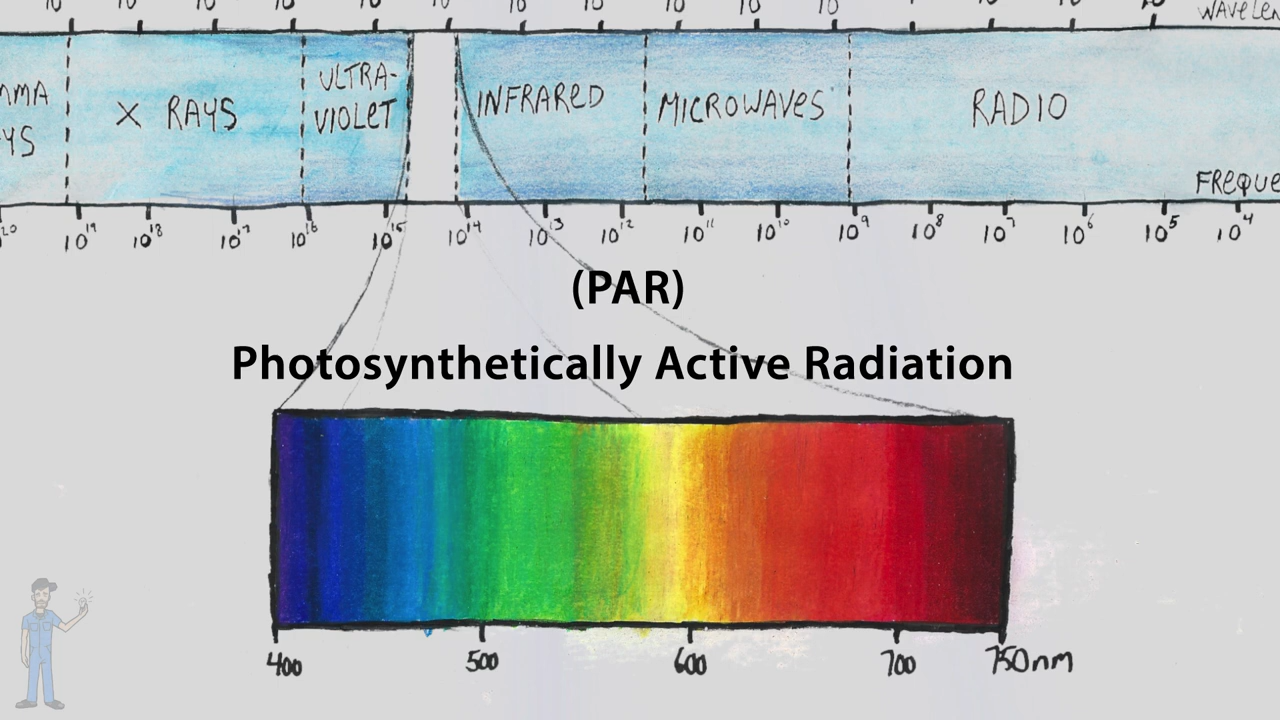 WAVELEN
MMA
YS
X RAYS
ULTRA-
VIOLET
INFRARED
MICROWAVES
RADIO
FREQUE
10²⁰ 10¹⁹ 10¹⁸ 10¹⁷ 10¹⁶ 10¹⁵ 10¹⁴ 10¹³ 10¹² 10¹¹ 10¹⁰ 10⁹ 10⁸ 10⁷ 10⁶ 10⁵ 10⁴
(PAR)
Photosynthetically Active Radiation
400 500 600 700 750nm